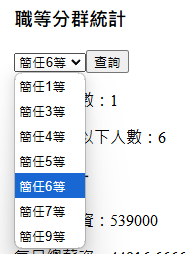 職等分群統計
簡任6等 查詢
簡任1等
數：1
簡任3等
以下人數：6
簡任4等
簡任5等
簡任6等
：539000
簡任7等
簡任9等